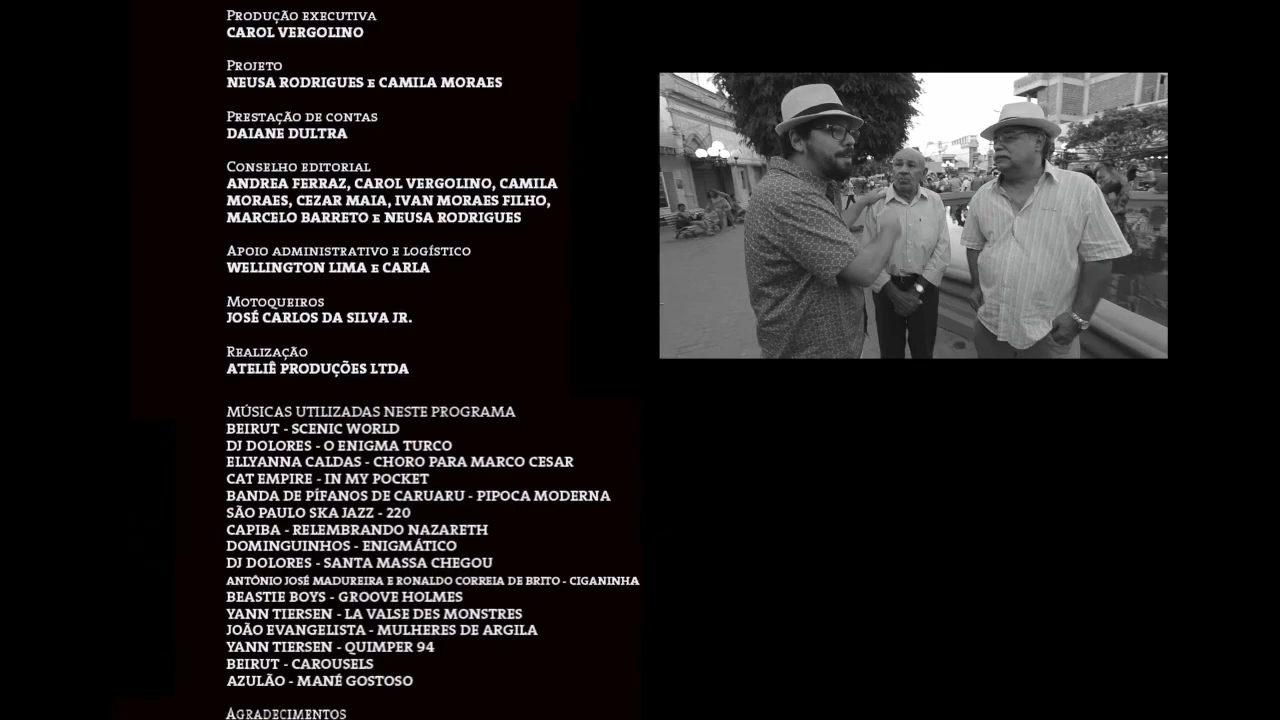 PRODUÇÃO EXECUTIVA
CAROL VERGOLINO
PROJETO
NEUSA RODRIGUES E CAMILA MORAES
PRESTAÇÃO DE CONTAS
DAIANE DULTRA
CONSELHO EDITORIAL
ANDREA FERRAZ, CAROL VERGOLINO, CAMILA
MORAES, CEZAR MAIA, IVAN MORAES FILHO,
MARCELO BARRETO E NEUSA RODRIGUES
APOIO ADMINISTRATIVO E LOGÍSTICO
WELLINGTON LIMA E CARLA
MOTOQUEIROS
JOSÉ CARLOS DA SILVA JR.
REALIZAÇÃO
ATELIÊ PRODUÇÕES LTDA
MÚSICAS UTILIZADAS NESTE PROGRAMA
BEIRUT - SCENIC WORLD
DJ DOLORES - O ENIGMA TURCO
ELLYANNA CALDAS - CHORO PARA MARCO CESAR
CAT EMPIRE - IN MY POCKET
BANDA DE PÍFANOS DE CARUARU - PIPOCA MODERNA
SÃO PAULO SKA JAZZ - 220
CAPIBA - RELEMBRANDO NAZARETH
DOMINGUINHOS - ENIGMÁTICO
DJ DOLORES - SANTA MASSA CHEGOU
ANTÔNIO JOSÉ MADUREIRA E RONALDO CORREIA DE BRITO - CIGANINHA
BEASTIE BOYS - GROOVE HOLMES
YANN TIERSEN - LA VALSE DES MONSTRES
JOÃO EVANGELISTA - MULHERES DE ARGILA
YANN TIERSEN - QUIMPER 94
BEIRUT - CAROUSELS
AZULÃO - MANÉ GOSTOSO
AGRADECIMENTOS